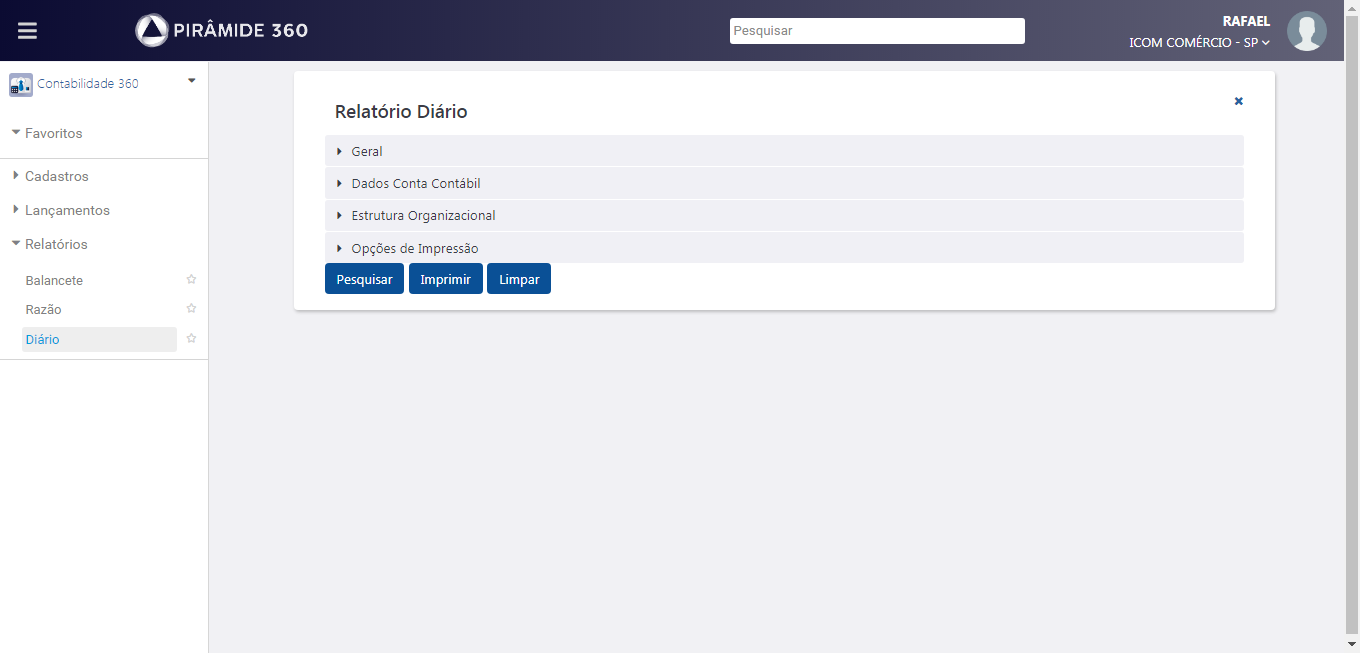 PIRÂMIDE 360
Pesquisar
RAFAEL
ICOM COMÉRCIO - SP
Contabilidade 360
Favoritos
Cadastros
Lançamentos
Relatórios
Balancete
Razão
Diário
Relatório Diário
Geral
Dados Conta Contábil
Estrutura Organizacional
Opções de Impressão
Pesquisar Imprimir Limpar